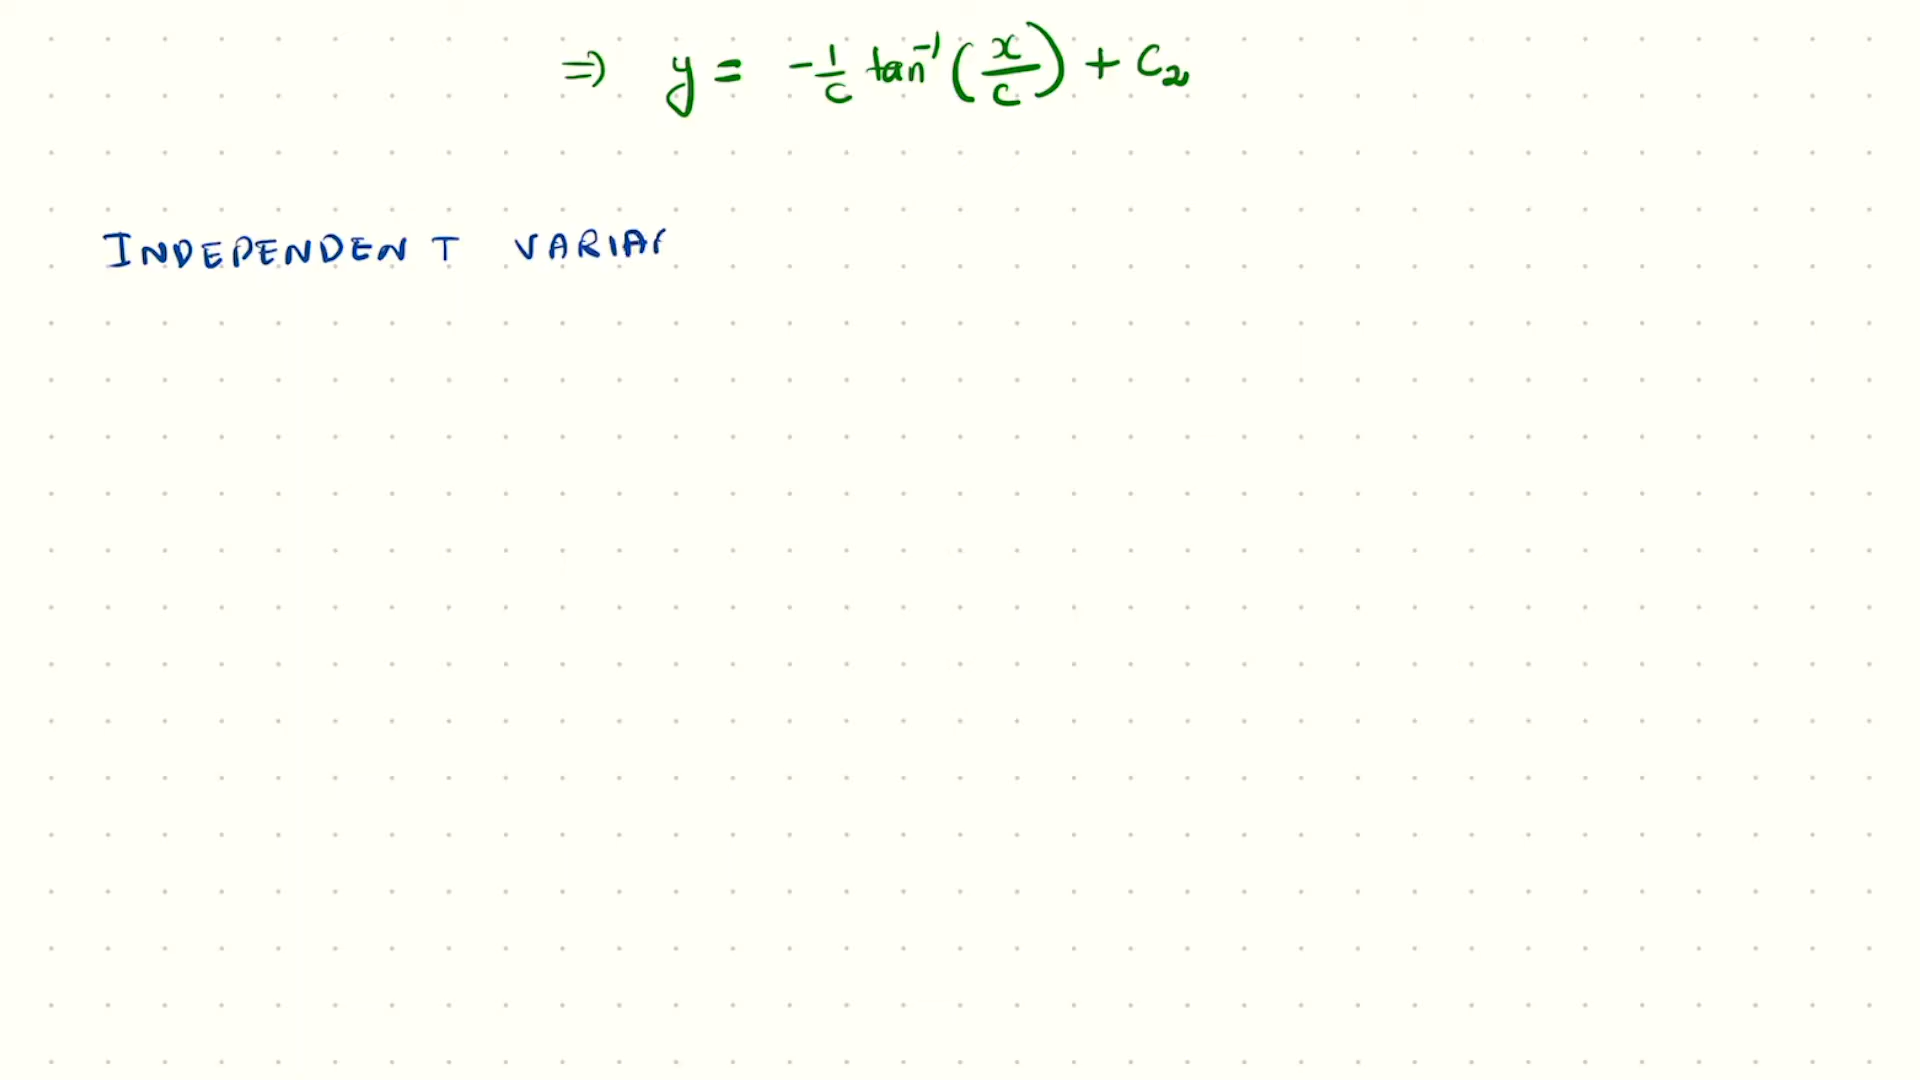 ⇒ y = -1/c tan⁻¹(x/c) + C₂
INDEPENDENT VARIA